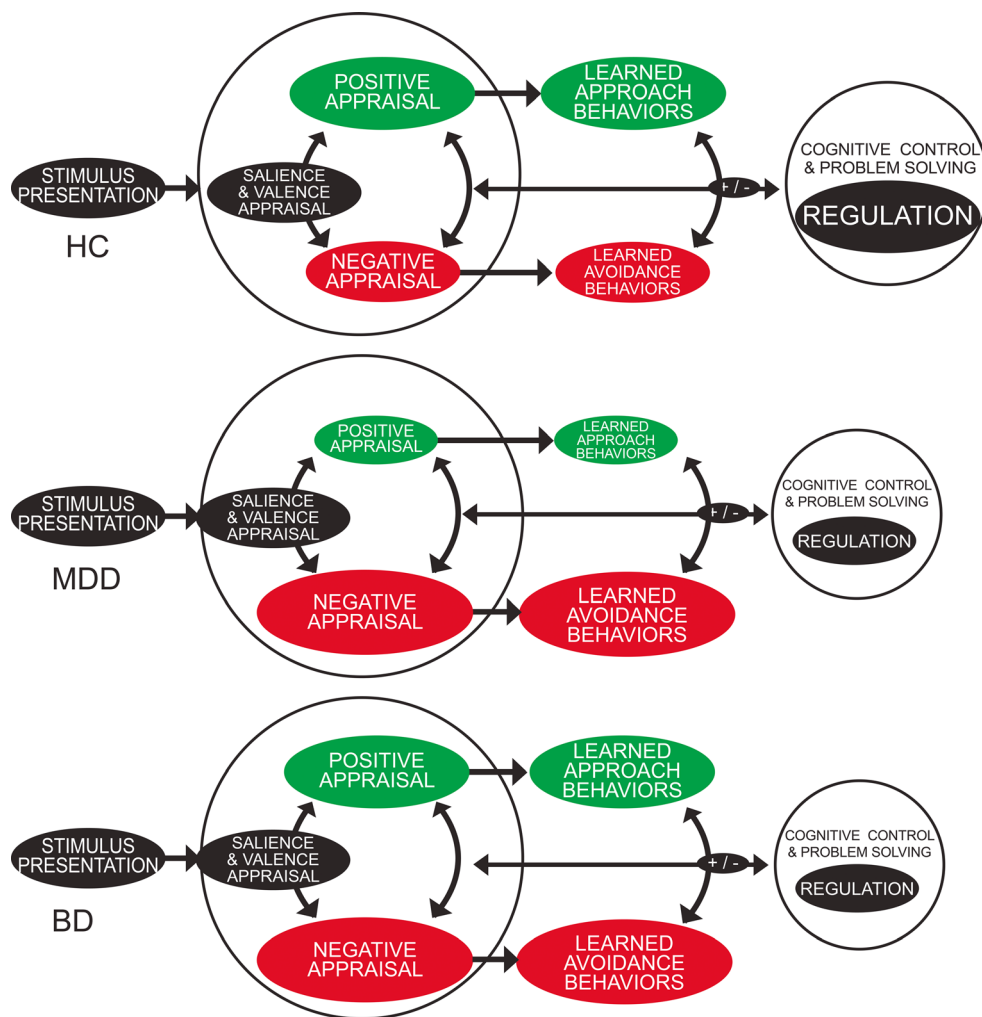 POSITIVE
APPRAISAL
LEARNED
APPROACH
BEHAVIORS
STIMULUS
PRESENTATION
SALIENCE
& VALENCE
APPRAISAL
+ / -
COGNITIVE CONTROL
& PROBLEM SOLVING
REGULATION
HC
NEGATIVE
APPRAISAL
LEARNED
AVOIDANCE
BEHAVIORS
POSITIVE
APPRAISAL
LEARNED
APPROACH
BEHAVIORS
STIMULUS
PRESENTATION
SALIENCE
& VALENCE
APPRAISAL
+ / -
COGNITIVE CONTROL
& PROBLEM SOLVING
REGULATION
MDD
NEGATIVE
APPRAISAL
LEARNED
AVOIDANCE
BEHAVIORS
POSITIVE
APPRAISAL
LEARNED
APPROACH
BEHAVIORS
STIMULUS
PRESENTATION
SALIENCE
& VALENCE
APPRAISAL
+ / -
COGNITIVE CONTROL
& PROBLEM SOLVING
REGULATION
BD
NEGATIVE
APPRAISAL
LEARNED
AVOIDANCE
BEHAVIORS